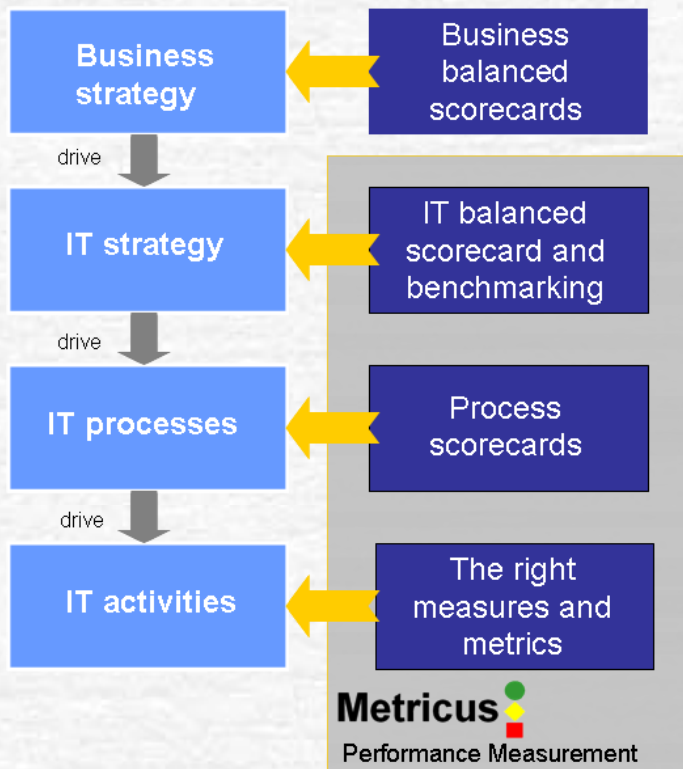 Business
strategy
Business
balanced
scorecards
drive
IT strategy
IT balanced
scorecard and
benchmarking
drive
IT processes
Process
scorecards
drive
IT activities
The right
measures and
metrics
Metricus
Performance Measurement